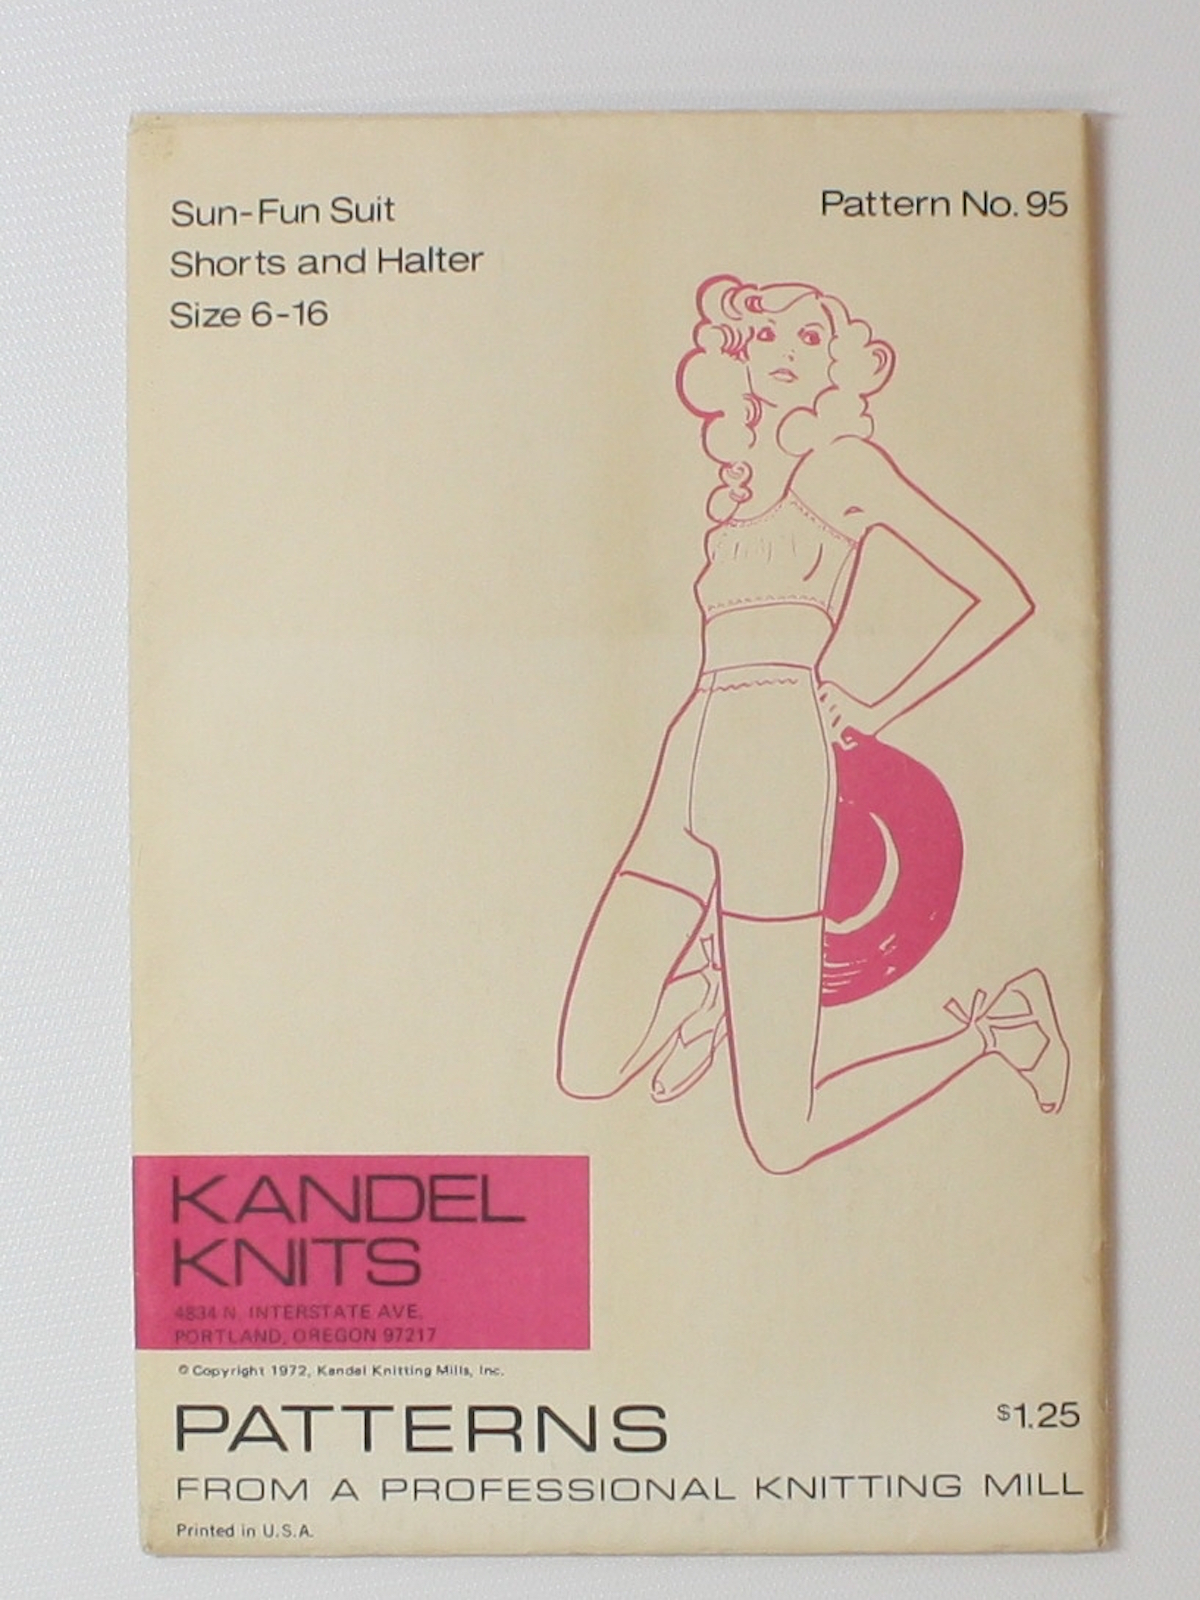 Sun-Fun Suit
Shorts and Halter
Size 6-16
Pattern No. 95
KANDEL
KNITS
4834 N. INTERSTATE AVE.
PORTLAND, OREGON 97217
© Copyright 1972, Kandel Knitting Mills, Inc.
PATTERNS
$1.25
FROM A PROFESSIONAL KNITTING MILL
Printed in U.S.A.